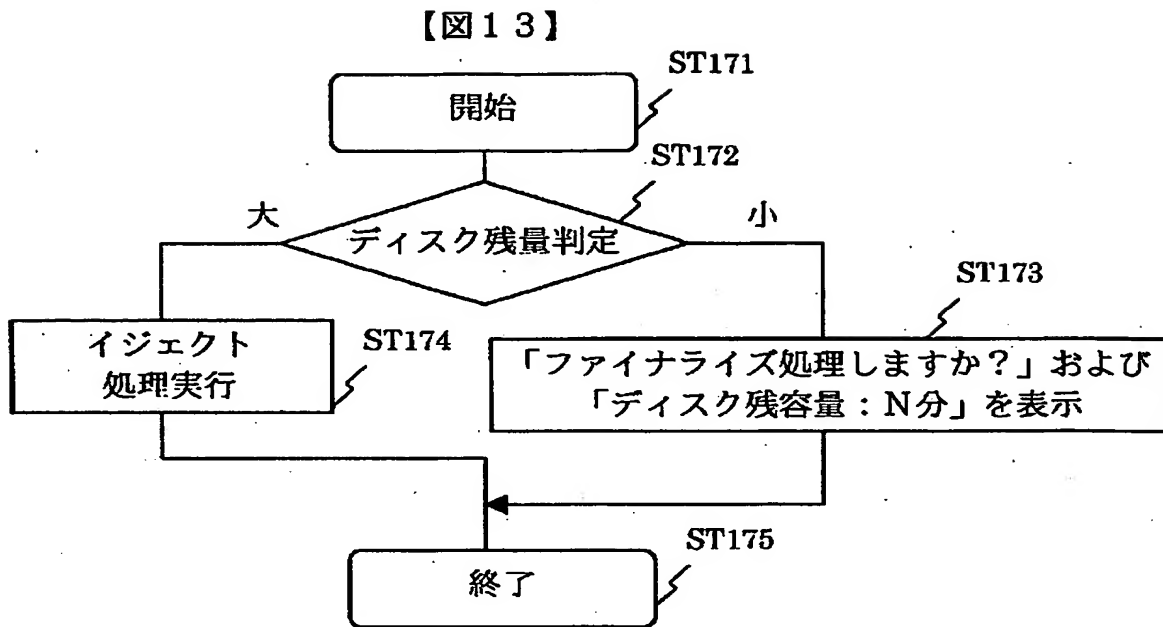 【図１３】
ST171
開始
ST172
大
小
ディスク残量判定
ST173
イジェクト
処理実行
ST174
「ファイナライズ処理しますか？」および
「ディスク残容量：Ｎ分」を表示
ST175
終了